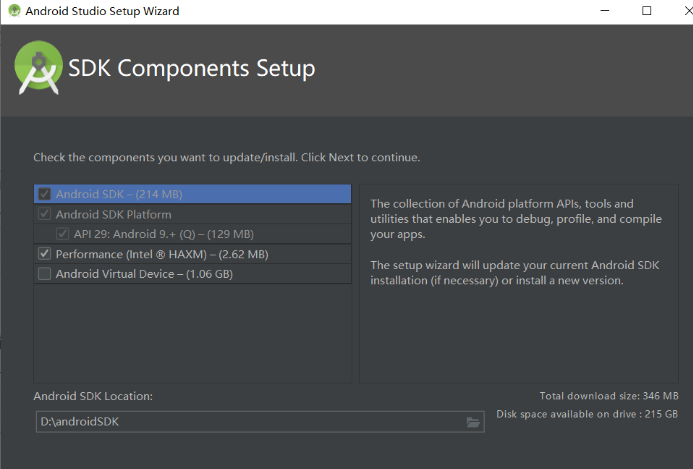 Android Studio Setup Wizard
SDK Components Setup
Check the components you want to update/install. Click Next to continue.
Android SDK – (214 MB)
Android SDK Platform
API 29: Android 9.+ (Q) – (129 MB)
Performance (Intel ® HAXM) – (2.62 MB)
Android Virtual Device – (1.06 GB)
The collection of Android platform APIs, tools and
utilities that enables you to debug, profile, and compile
your apps.
The setup wizard will update your current Android SDK
installation (if necessary) or install a new version.
Android SDK Location:
D:\androidSDK
Total download size: 346 MB
Disk space available on drive : 215 GB